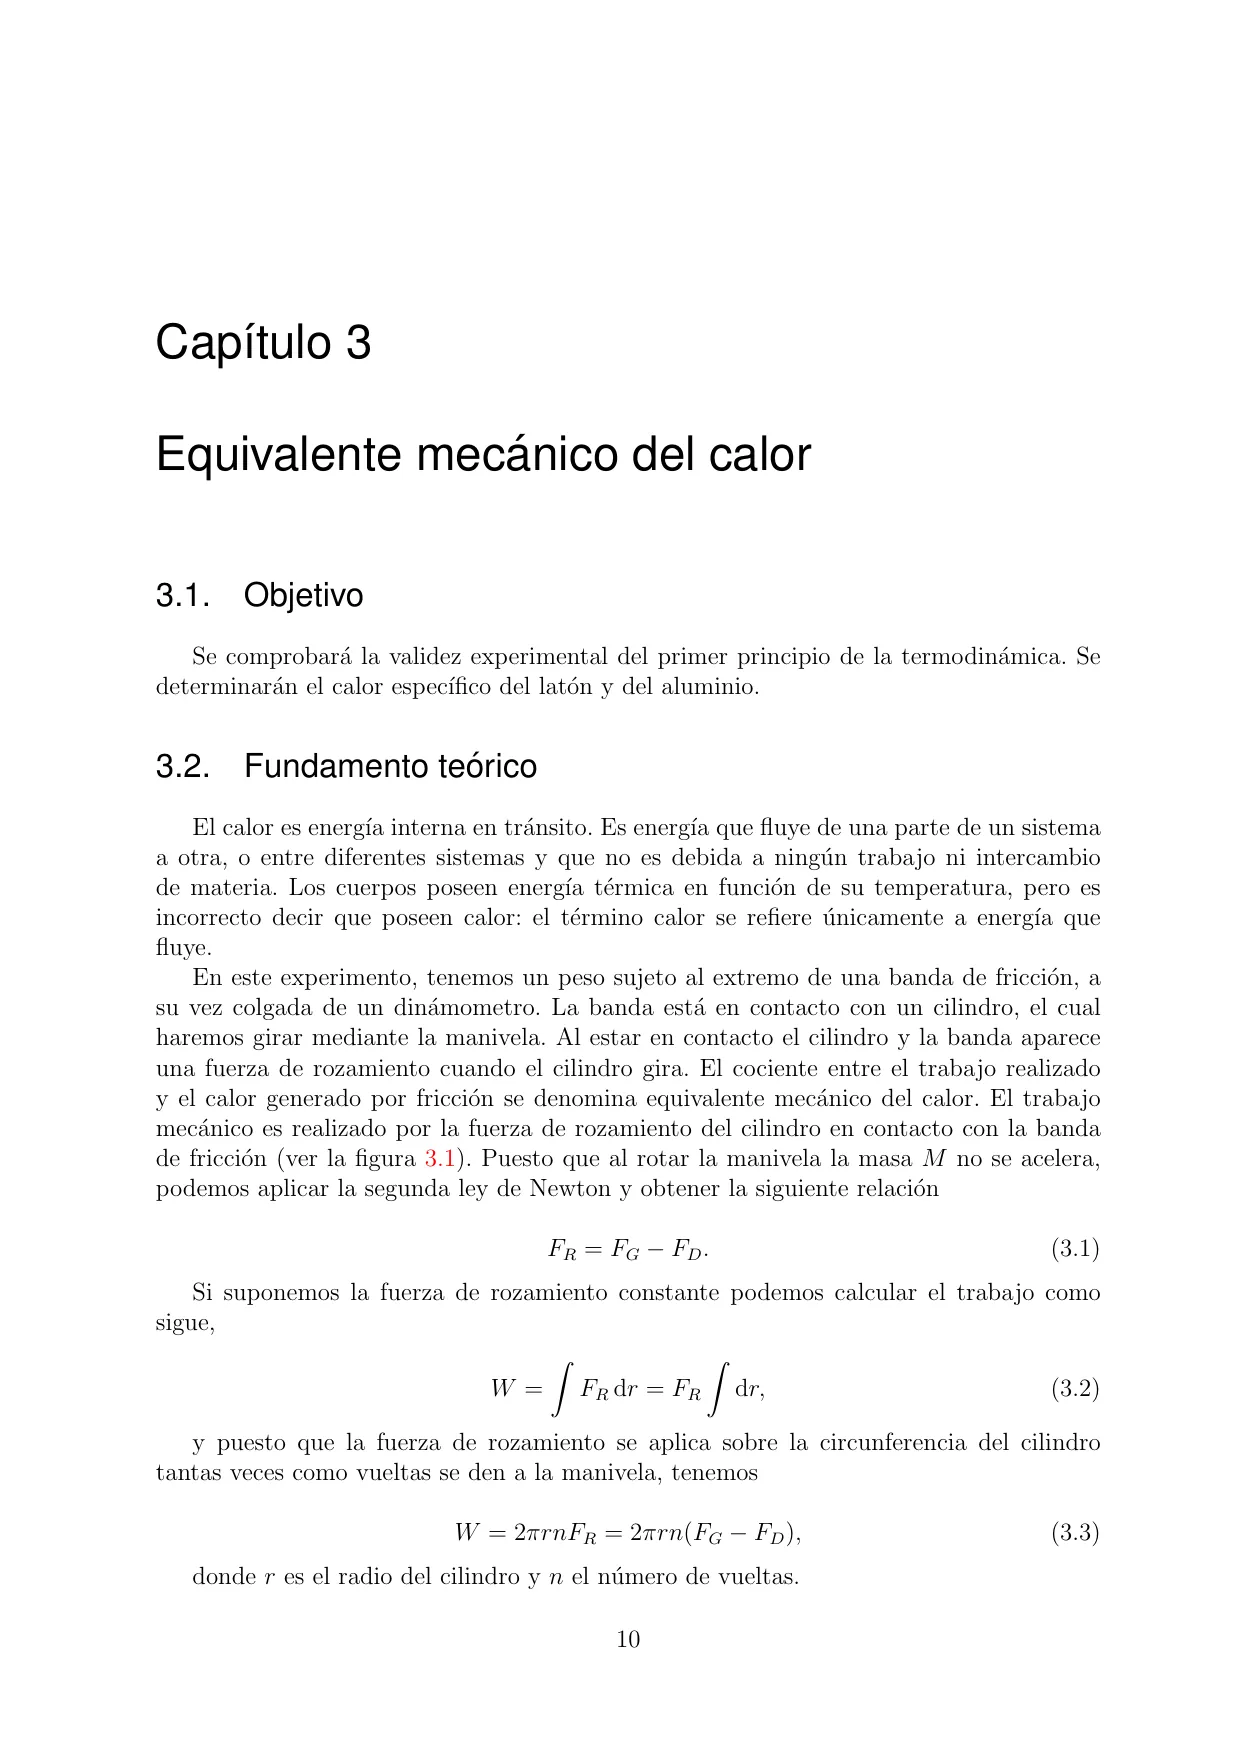 Capítulo 3
Equivalente mecánico del calor
3.1. Objetivo
Se comprobará la validez experimental del primer principio de la termodinámica. Se
determinarán el calor específico del latón y del aluminio.
3.2. Fundamento teórico
El calor es energía interna en tránsito. Es energía que fluye de una parte de un sistema
a otra, o entre diferentes sistemas y que no es debida a ningún trabajo ni intercambio
de materia. Los cuerpos poseen energía térmica en función de su temperatura, pero es
incorrecto decir que poseen calor: el término calor se refiere únicamente a energía que
fluye.
En este experimento, tenemos un peso sujeto al extremo de una banda de fricción, a
su vez colgada de un dinámometro. La banda está en contacto con un cilindro, el cual
haremos girar mediante la manivela. Al estar en contacto el cilindro y la banda aparece
una fuerza de rozamiento cuando el cilindro gira. El cociente entre el trabajo realizado
y el calor generado por fricción se denomina equivalente mecánico del calor. El trabajo
mecánico es realizado por la fuerza de rozamiento del cilindro en contacto con la banda
de fricción (ver la figura 3.1). Puesto que al rotar la manivela la masa M no se acelera,
podemos aplicar la segunda ley de Newton y obtener la siguiente relación
F_R = F_G − F_D. (3.1)
Si suponemos la fuerza de rozamiento constante podemos calcular el trabajo como
sigue,
W = ∫ F_R dr = F_R ∫ dr, (3.2)
y puesto que la fuerza de rozamiento se aplica sobre la circunferencia del cilindro
tantas veces como vueltas se den a la manivela, tenemos
W = 2πrnF_R = 2πrn(F_G − F_D), (3.3)
donde r es el radio del cilindro y n el número de vueltas.
10